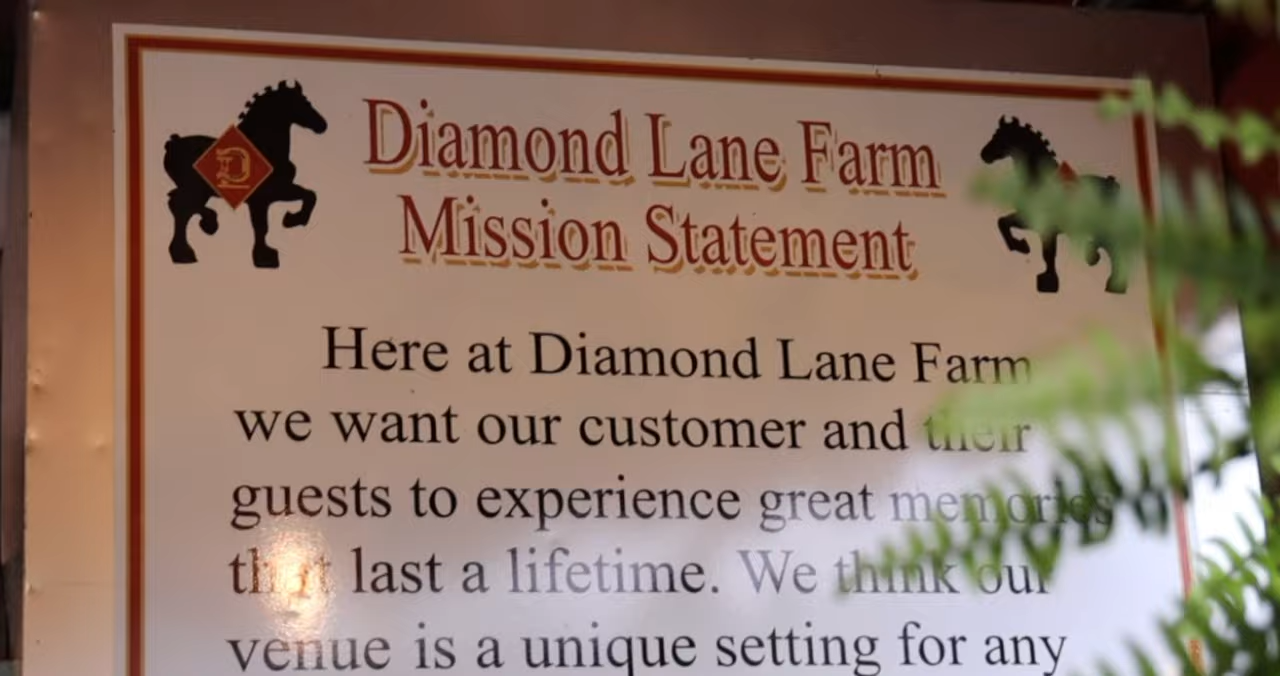 D
Diamond Lane Farm
Mission Statement
Here at Diamond Lane Farm
we want our customer and their
guests to experience great memories
that last a lifetime. We think our
venue is a unique setting for any